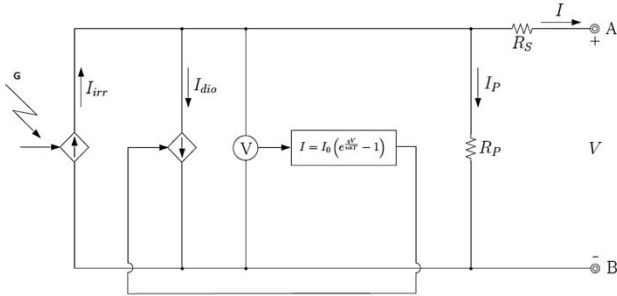 I
A
+
R_S
G
I_irr
I_dio
I_P
V
I = I_0 ( e^{qV/nkT} − 1 )
R_P
V
-
B